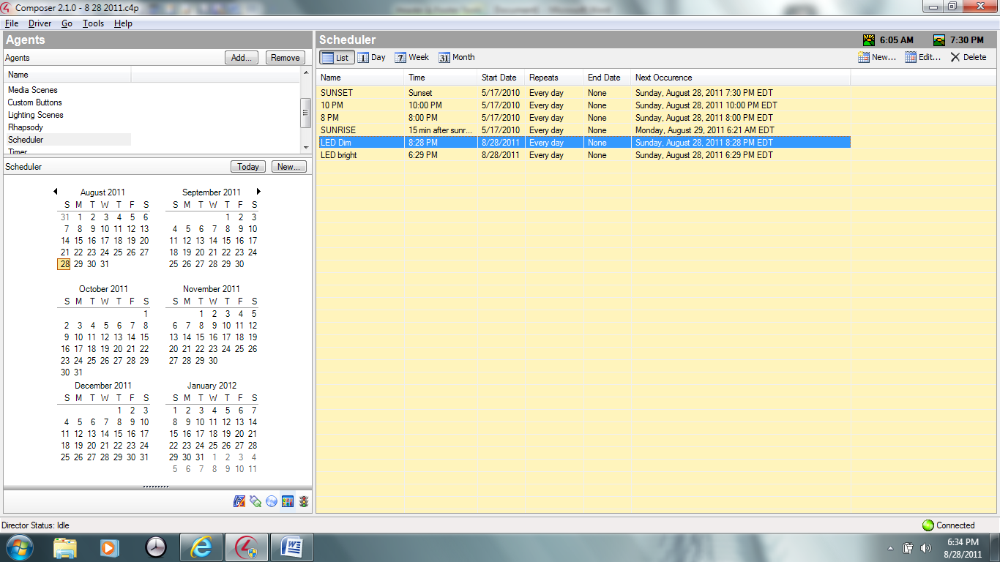 Composer 2.1.0 - 8 28 2011.c4p
File Driver Go Tools Help
Agents
Agents Add... Remove
Name
Media Scenes
Custom Buttons
Lighting Scenes
Rhapsody
Scheduler
Timer
Scheduler Today New...
August 2011
S M T W T F S
31 1 2 3 4 5 6
7 8 9 10 11 12 13
14 15 16 17 18 19 20
21 22 23 24 25 26 27
28 29 30 31
September 2011
S M T W T F S
1 2 3
4 5 6 7 8 9 10
11 12 13 14 15 16 17
18 19 20 21 22 23 24
25 26 27 28 29 30
October 2011
S M T W T F S
1
2 3 4 5 6 7 8
9 10 11 12 13 14 15
16 17 18 19 20 21 22
23 24 25 26 27 28 29
30 31
November 2011
S M T W T F S
1 2 3 4 5
6 7 8 9 10 11 12
13 14 15 16 17 18 19
20 21 22 23 24 25 26
27 28 29 30
December 2011
S M T W T F S
1 2 3
4 5 6 7 8 9 10
11 12 13 14 15 16 17
18 19 20 21 22 23 24
25 26 27 28 29 30 31
January 2012
S M T W T F S
1 2 3 4 5 6 7
8 9 10 11 12 13 14
15 16 17 18 19 20 21
22 23 24 25 26 27 28
29 30 31 1 2 3 4
5 6 7 8 9 10 11
Scheduler 6:05 AM 7:30 PM
List 1 Day 7 Week 31 Month New... Edit... Delete
Name Time Start Date Repeats End Date Next Occurence
SUNSET Sunset 5/17/2010 Every day None Sunday, August 28, 2011 7:30 PM EDT
10 PM 10:00 PM 5/17/2010 Every day None Sunday, August 28, 2011 10:00 PM EDT
8 PM 8:00 PM 5/17/2010 Every day None Sunday, August 28, 2011 8:00 PM EDT
SUNRISE 15 min after sunr... 5/17/2010 Every day None Monday, August 29, 2011 6:21 AM EDT
LED Dim 8:28 PM 8/28/2011 Every day None Sunday, August 28, 2011 8:28 PM EDT
LED bright 6:29 PM 8/28/2011 Every day None Sunday, August 28, 2011 6:29 PM EDT
Director Status: Idle Connected
6:34 PM
8/28/2011